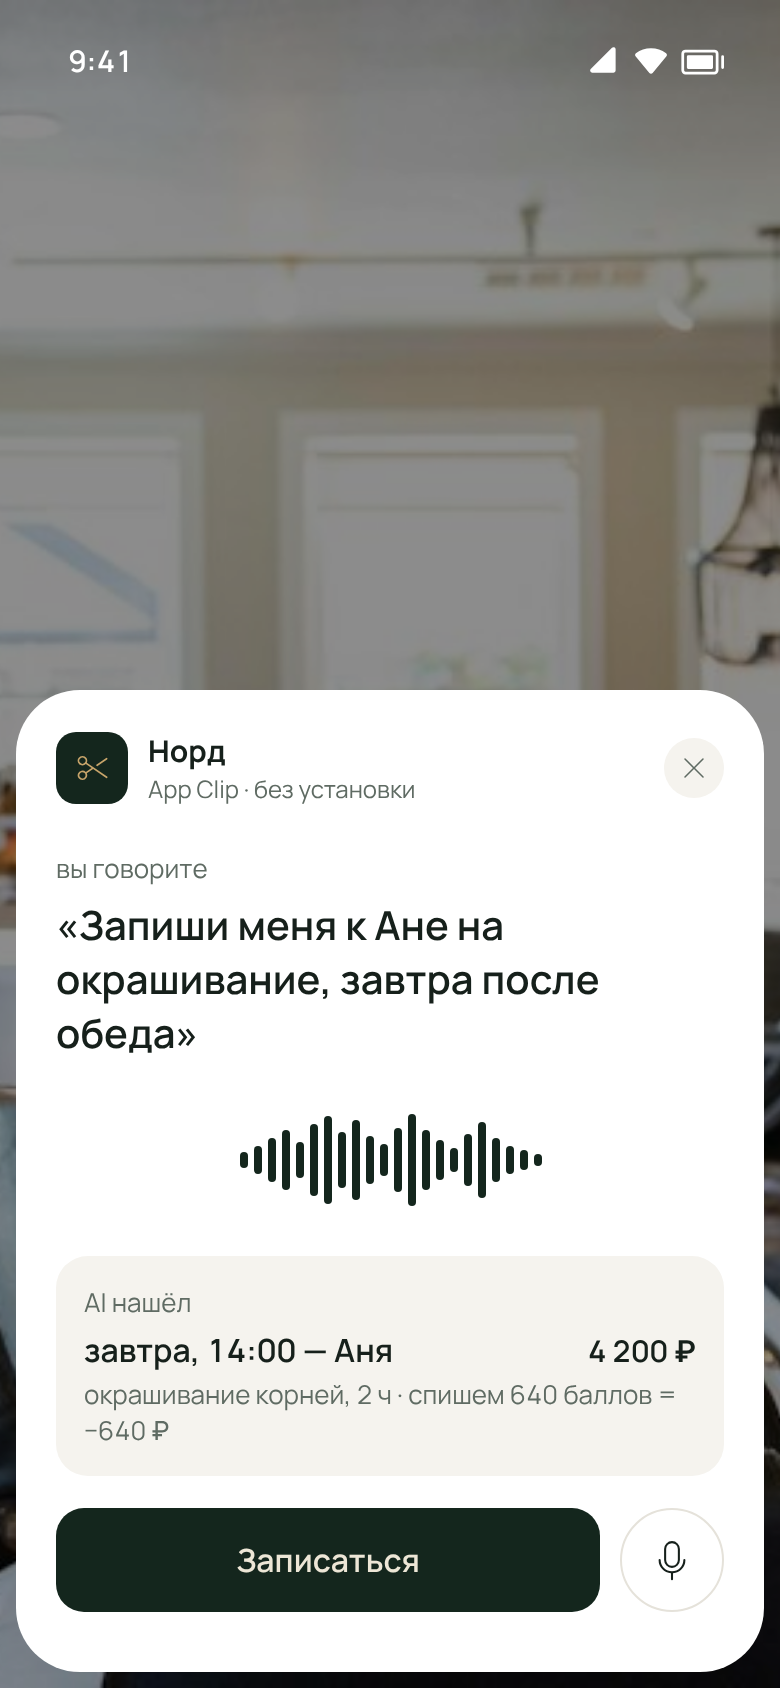 9:41
Норд
App Clip · без установки
вы говорите
«Запиши меня к Ане на
окрашивание, завтра после
обеда»
AI нашёл
завтра, 14:00 — Аня 4 200 ₽
окрашивание корней, 2 ч · спишем 640 баллов =
−640 ₽
Записаться